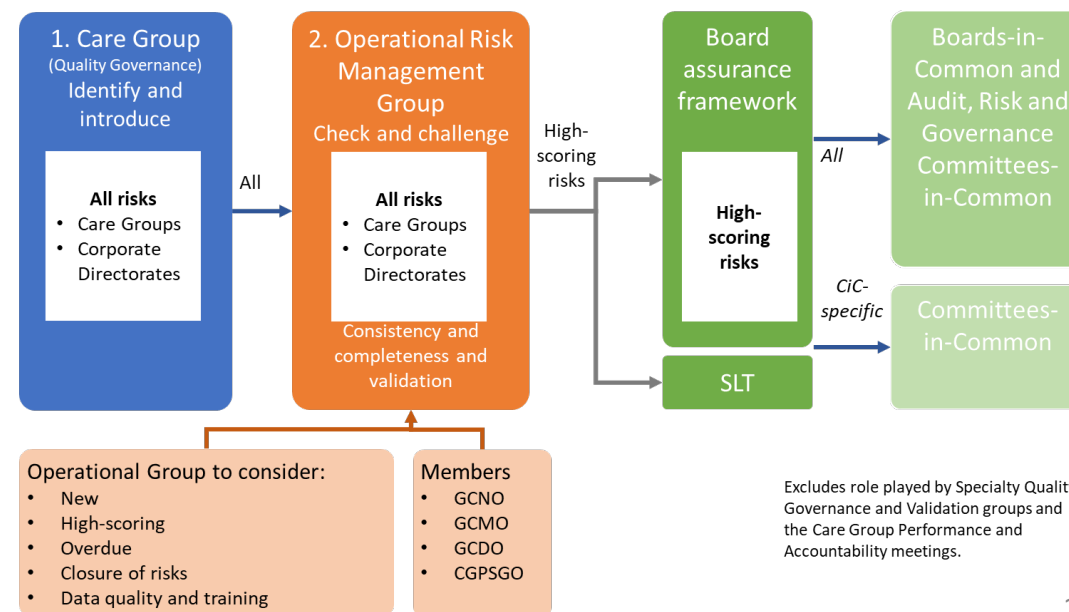 1. Care Group
(Quality Governance)
Identify and
introduce
All risks
• Care Groups
• Corporate
Directorates
All
2. Operational Risk
Management
Group
Check and challenge
All risks
• Care Groups
• Corporate
Directorates
Consistency and
completeness and
validation
High-
scoring
risks
Board
assurance
framework
High-
scoring
risks
SLT
All
CiC-
specific
Boards-in-
Common and
Audit, Risk and
Governance
Committees-
in-Common
Committees-
in-Common
Operational Group to consider:
• New
• High-scoring
• Overdue
• Closure of risks
• Data quality and training
Members
• GCNO
• GCMO
• GCDO
• CGPSGO
Excludes role played by Specialty Qualit
Governance and Validation groups and
the Care Group Performance and
Accountability meetings.